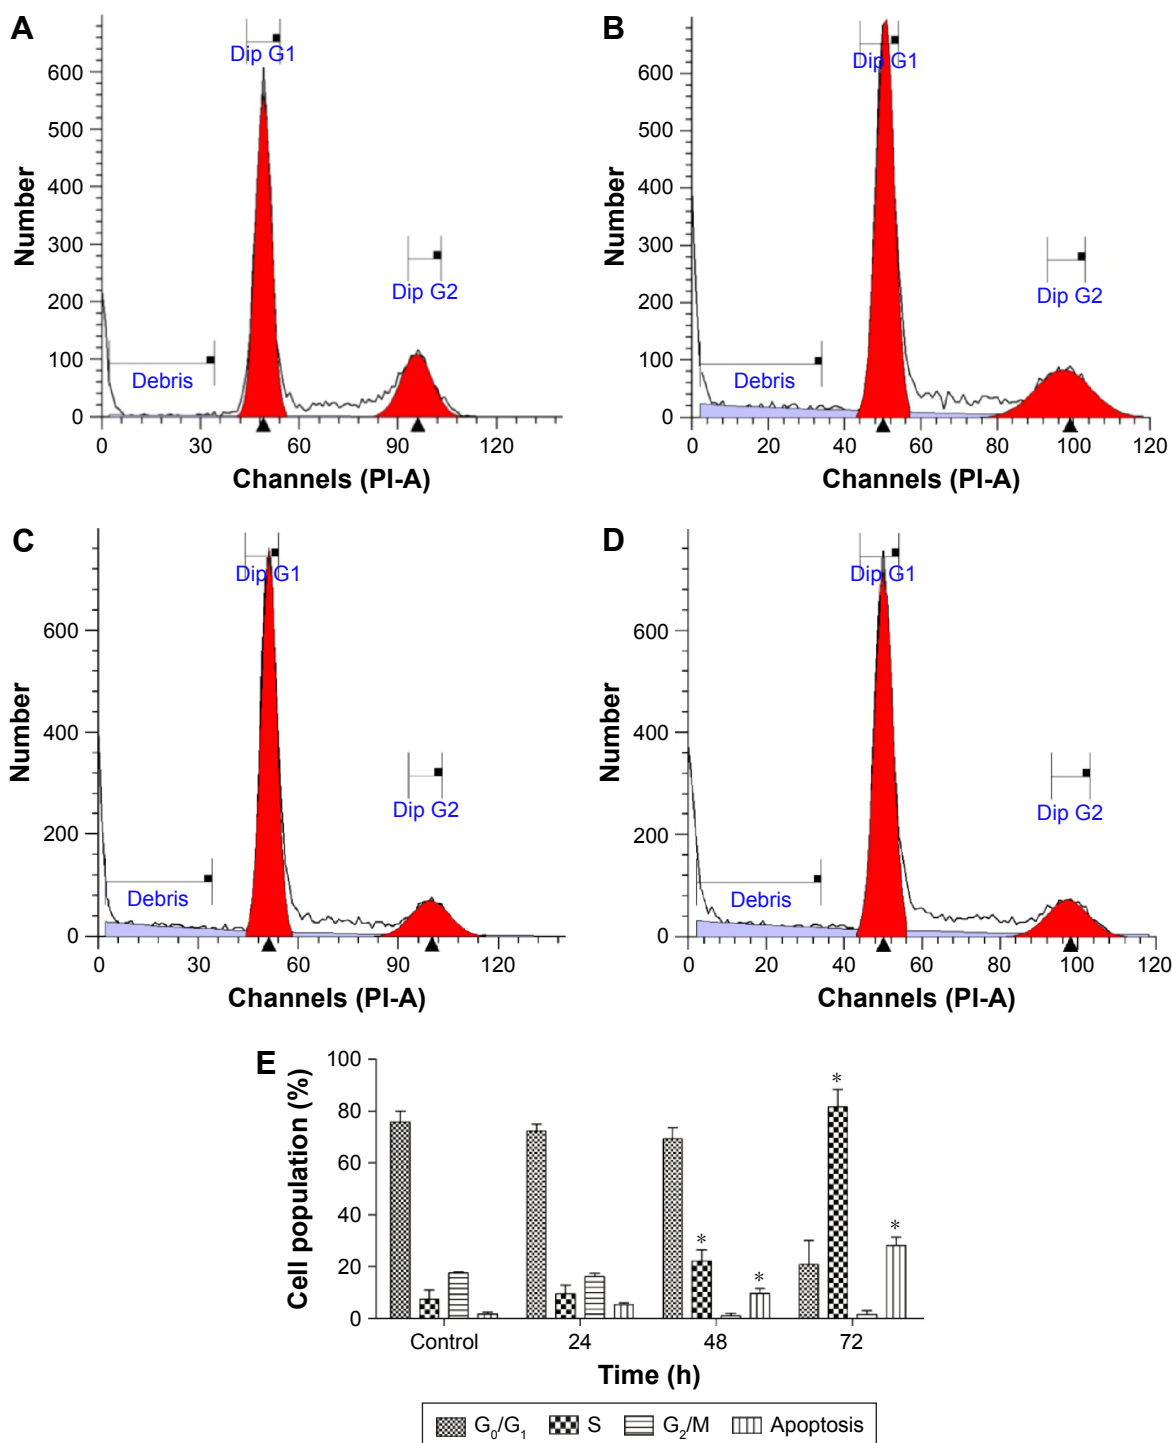 A
Number
600
500
400
300
200
100
0
Dip G1
Dip G2
Debris
0 30 60 90 120
Channels (PI-A)
B
Number
600
500
400
300
200
100
0
Dip G1
Dip G2
Debris
0 20 40 60 80 100 120
Channels (PI-A)
C
Number
600
400
200
0
Dip G1
Dip G2
Debris
0 30 60 90 120
Channels (PI-A)
D
Number
600
400
200
0
Dip G1
Dip G2
Debris
0 20 40 60 80 100 120
Channels (PI-A)
E
Cell population (%)
100
80
60
40
20
0
* * * *
Control 24 48 72
Time (h)
G₀/G₁ S G₂/M Apoptosis